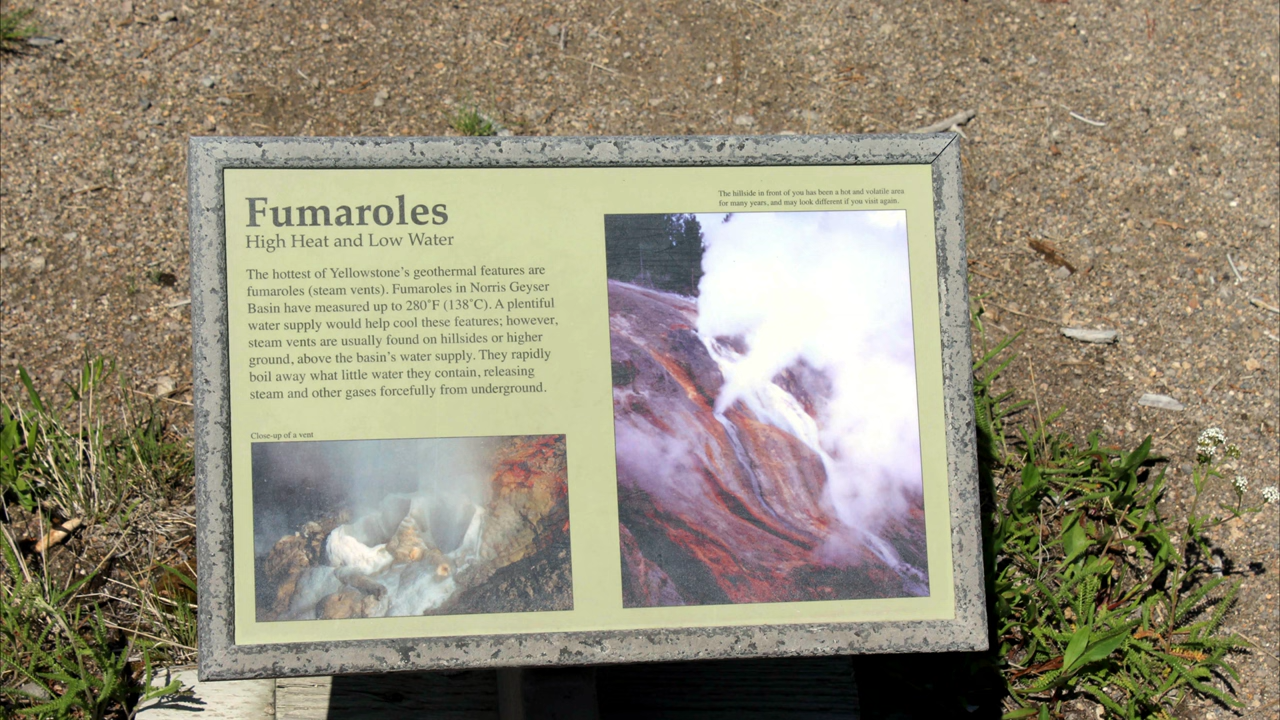 Fumaroles
High Heat and Low Water
The hottest of Yellowstone's geothermal features are
fumaroles (steam vents). Fumaroles in Norris Geyser
Basin have measured up to 280°F (138°C). A plentiful
water supply would help cool these features; however,
steam vents are usually found on hillsides or higher
ground, above the basin's water supply. They rapidly
boil away what little water they contain, releasing
steam and other gases forcefully from underground.
Close-up of a vent
The hillside in front of you has been a hot and volatile area
for many years, and may look different if you visit again.